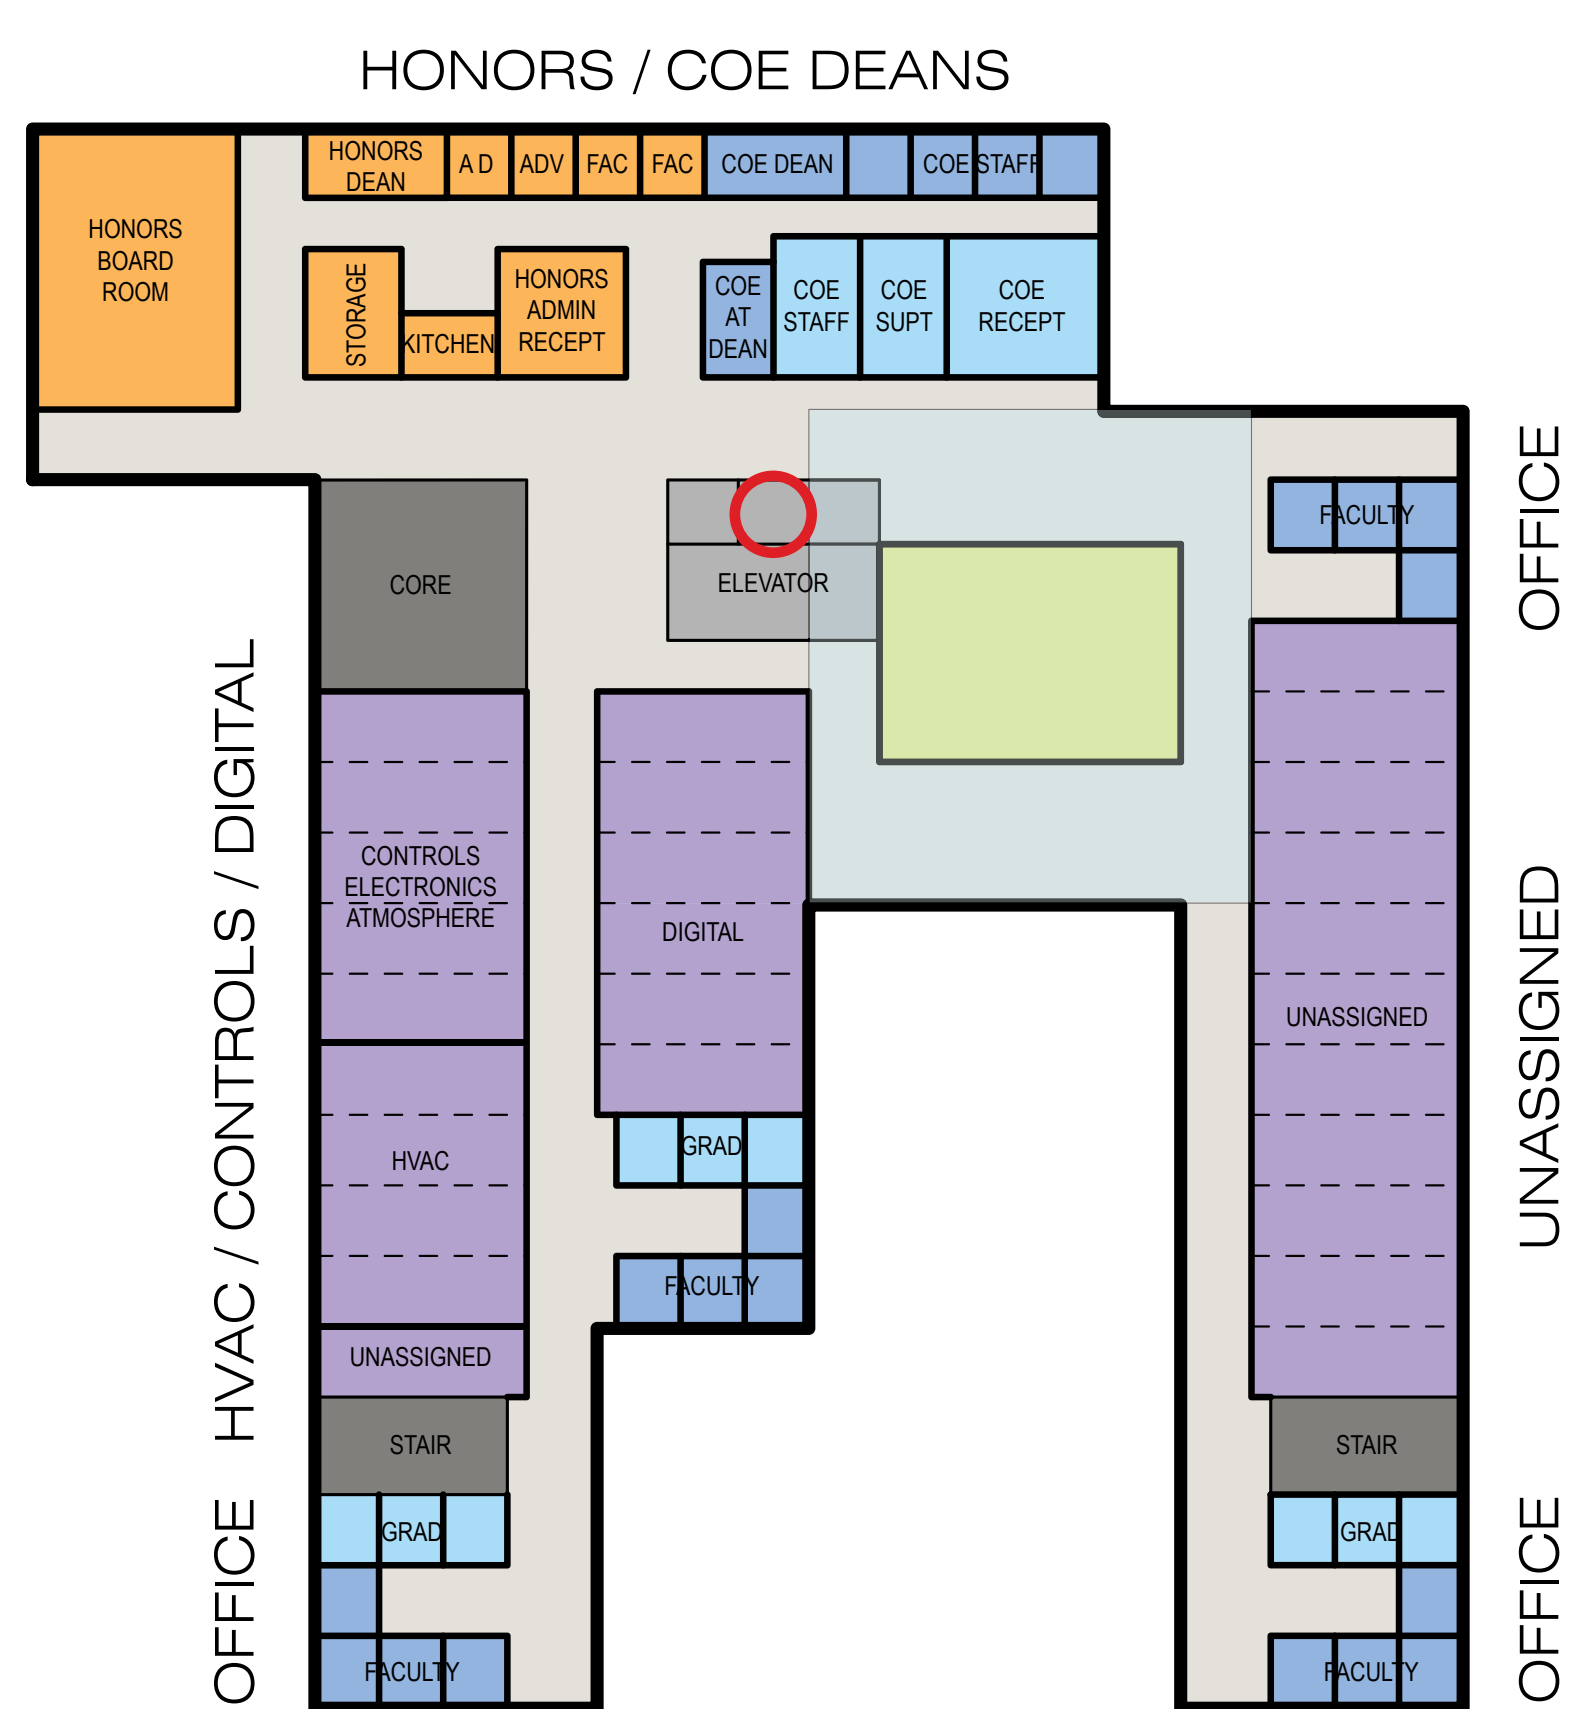 HONORS / COE DEANS
HONORS
DEAN
A D
ADV
FAC
FAC
COE DEAN
COE STAFF
HONORS
BOARD
ROOM
STORAGE
KITCHEN
HONORS
ADMIN
RECEPT
COE
AT
DEAN
COE
STAFF
COE
SUPT
COE
RECEPT
OFFICE
FACULTY
CORE
ELEVATOR
HVAC / CONTROLS / DIGITAL
CONTROLS
ELECTRONICS
ATMOSPHERE
DIGITAL
UNASSIGNED
UNASSIGNED
HVAC
GRAD
FACULTY
UNASSIGNED
STAIR
STAIR
OFFICE
GRAD
FACULTY
GRAD
FACULTY
OFFICE